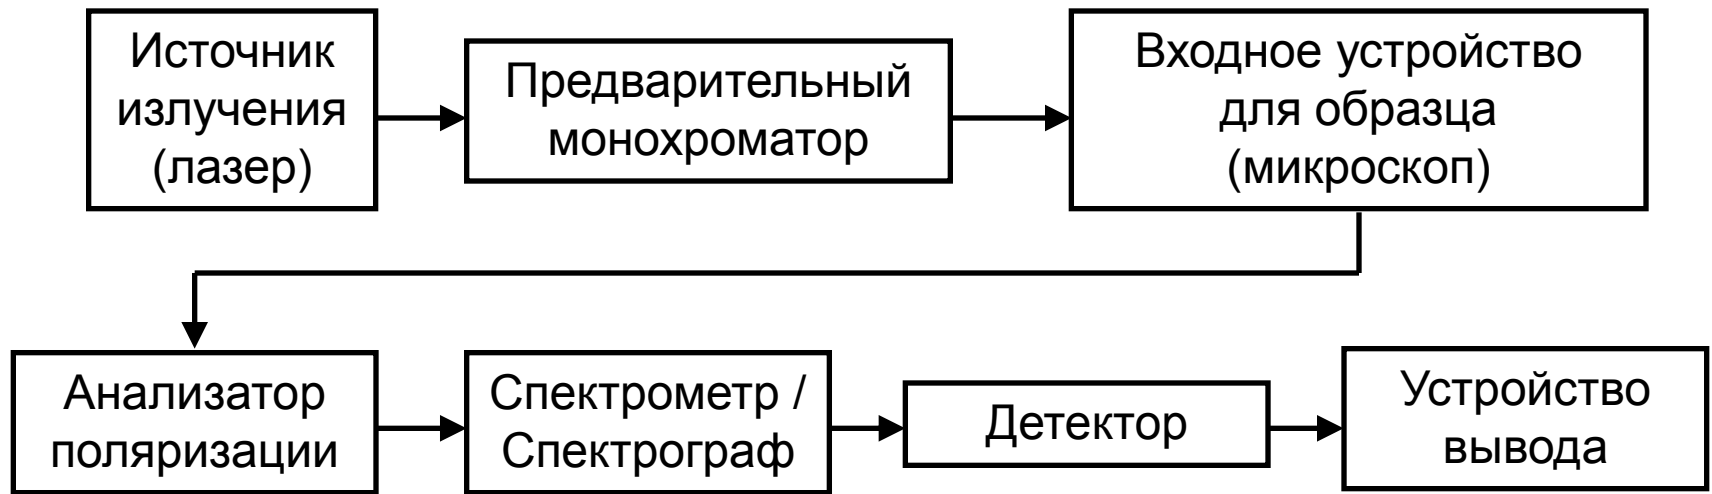 Источник
излучения
(лазер)
Предварительный
монохроматор
Входное устройство
для образца
(микроскоп)
Анализатор
поляризации
Спектрометр /
Спектрограф
Детектор
Устройство
вывода